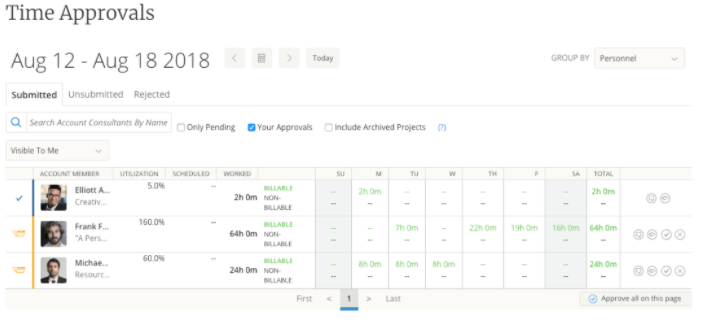 Time Approvals
Aug 12 - Aug 18 2018
Today
GROUP BY Personnel
Submitted Unsubmitted Rejected
Search Account Consultants By Name
Only Pending Your Approvals Include Archived Projects (?)
Visible To Me
ACCOUNT MEMBER UTILIZATION SCHEDULED WORKED SU M TU W TH F SA TOTAL
Elliott A... 5.0% -- 2h 0m BILLABLE -- 2h 0m -- -- -- -- -- 2h 0m
Creativ... NON-BILLABLE -- -- -- -- -- -- -- --
Frank F... 160.0% -- 64h 0m BILLABLE -- -- 7h 0m -- 22h 0m 19h 0m 16h 0m 64h 0m
"A Pers... NON-BILLABLE -- -- -- -- -- -- -- --
Michae... 60.0% -- 24h 0m BILLABLE -- 8h 0m 8h 0m 8h 0m -- -- -- 24h 0m
Resourc... NON-BILLABLE -- -- -- -- -- -- -- --
First < 1 > Last
Approve all on this page